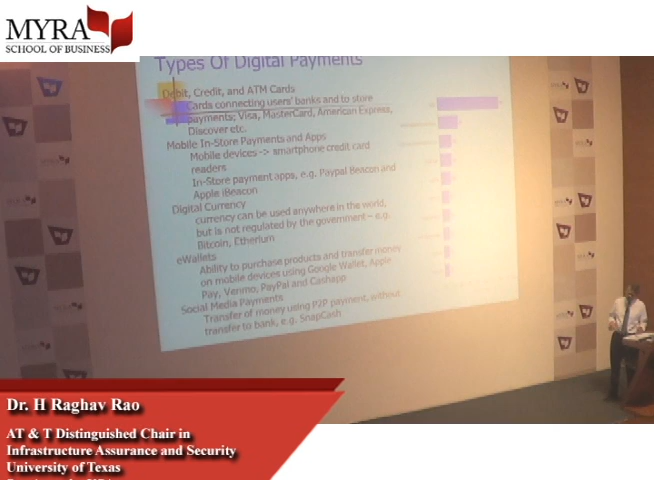 MYRA
SCHOOL OF BUSINESS
Types Of Digital Payments
Debit, Credit, and ATM Cards
Cards connecting users' banks and to store
payments; Visa, MasterCard, American Express,
Discover etc.
Mobile In-Store Payments and Apps
Mobile devices -> smartphone credit card
readers
In-Store payment apps, e.g. Paypal Beacon and
Apple iBeacon
Digital Currency
currency can be used anywhere in the world,
but is not regulated by the government – e.g.
Bitcoin, Etherium
eWallets
Ability to purchase products and transfer money
on mobile devices using Google Wallet, Apple
Pay, Venmo, PayPal and Cashapp
Social Media Payments
Transfer of money using P2P payment, without
transfer to bank, e.g. SnapCash
Dr. H Raghav Rao
AT & T Distinguished Chair in
Infrastructure Assurance and Security
University of Texas